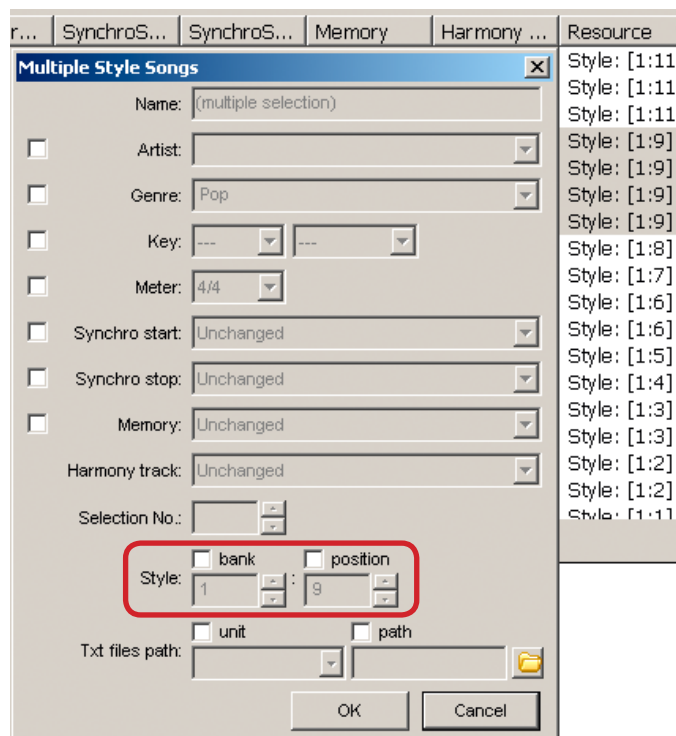 r... SynchroS... SynchroS... Memory Harmony ... Resource
Multiple Style Songs
Name: (multiple selection)
Artist:
Genre: Pop
Key: --- ---
Meter: 4/4
Synchro start: Unchanged
Synchro stop: Unchanged
Memory: Unchanged
Harmony track: Unchanged
Selection No.:
bank position
Style: 1 : 9
unit path
Txt files path:
OK Cancel
Style: [1:11
Style: [1:11
Style: [1:11
Style: [1:9]
Style: [1:9]
Style: [1:9]
Style: [1:9]
Style: [1:8]
Style: [1:7]
Style: [1:6]
Style: [1:6]
Style: [1:5]
Style: [1:4]
Style: [1:3]
Style: [1:3]
Style: [1:2]
Style: [1:2]
Style: [1:1]